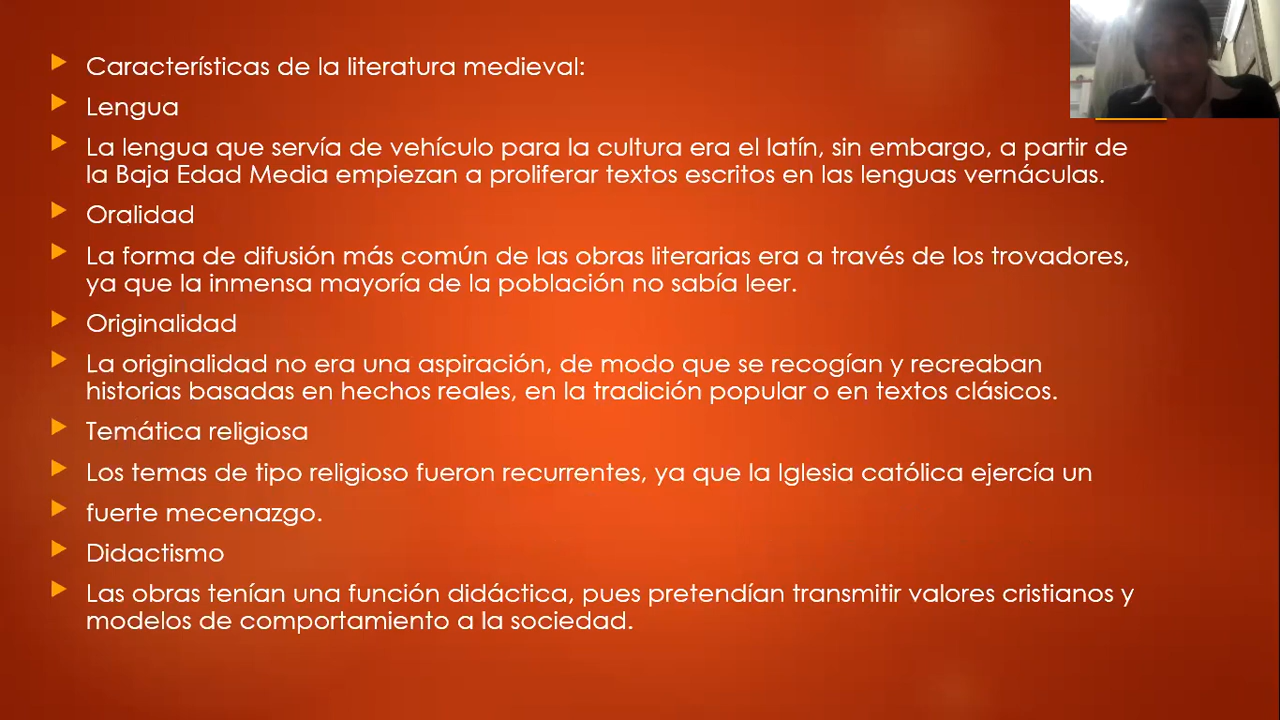 Características de la literatura medieval:
Lengua
La lengua que servía de vehículo para la cultura era el latín, sin embargo, a partir de
la Baja Edad Media empiezan a proliferar textos escritos en las lenguas vernáculas.
Oralidad
La forma de difusión más común de las obras literarias era a través de los trovadores,
ya que la inmensa mayoría de la población no sabía leer.
Originalidad
La originalidad no era una aspiración, de modo que se recogían y recreaban
historias basadas en hechos reales, en la tradición popular o en textos clásicos.
Temática religiosa
Los temas de tipo religioso fueron recurrentes, ya que la Iglesia católica ejercía un
fuerte mecenazgo.
Didactismo
Las obras tenían una función didáctica, pues pretendían transmitir valores cristianos y
modelos de comportamiento a la sociedad.